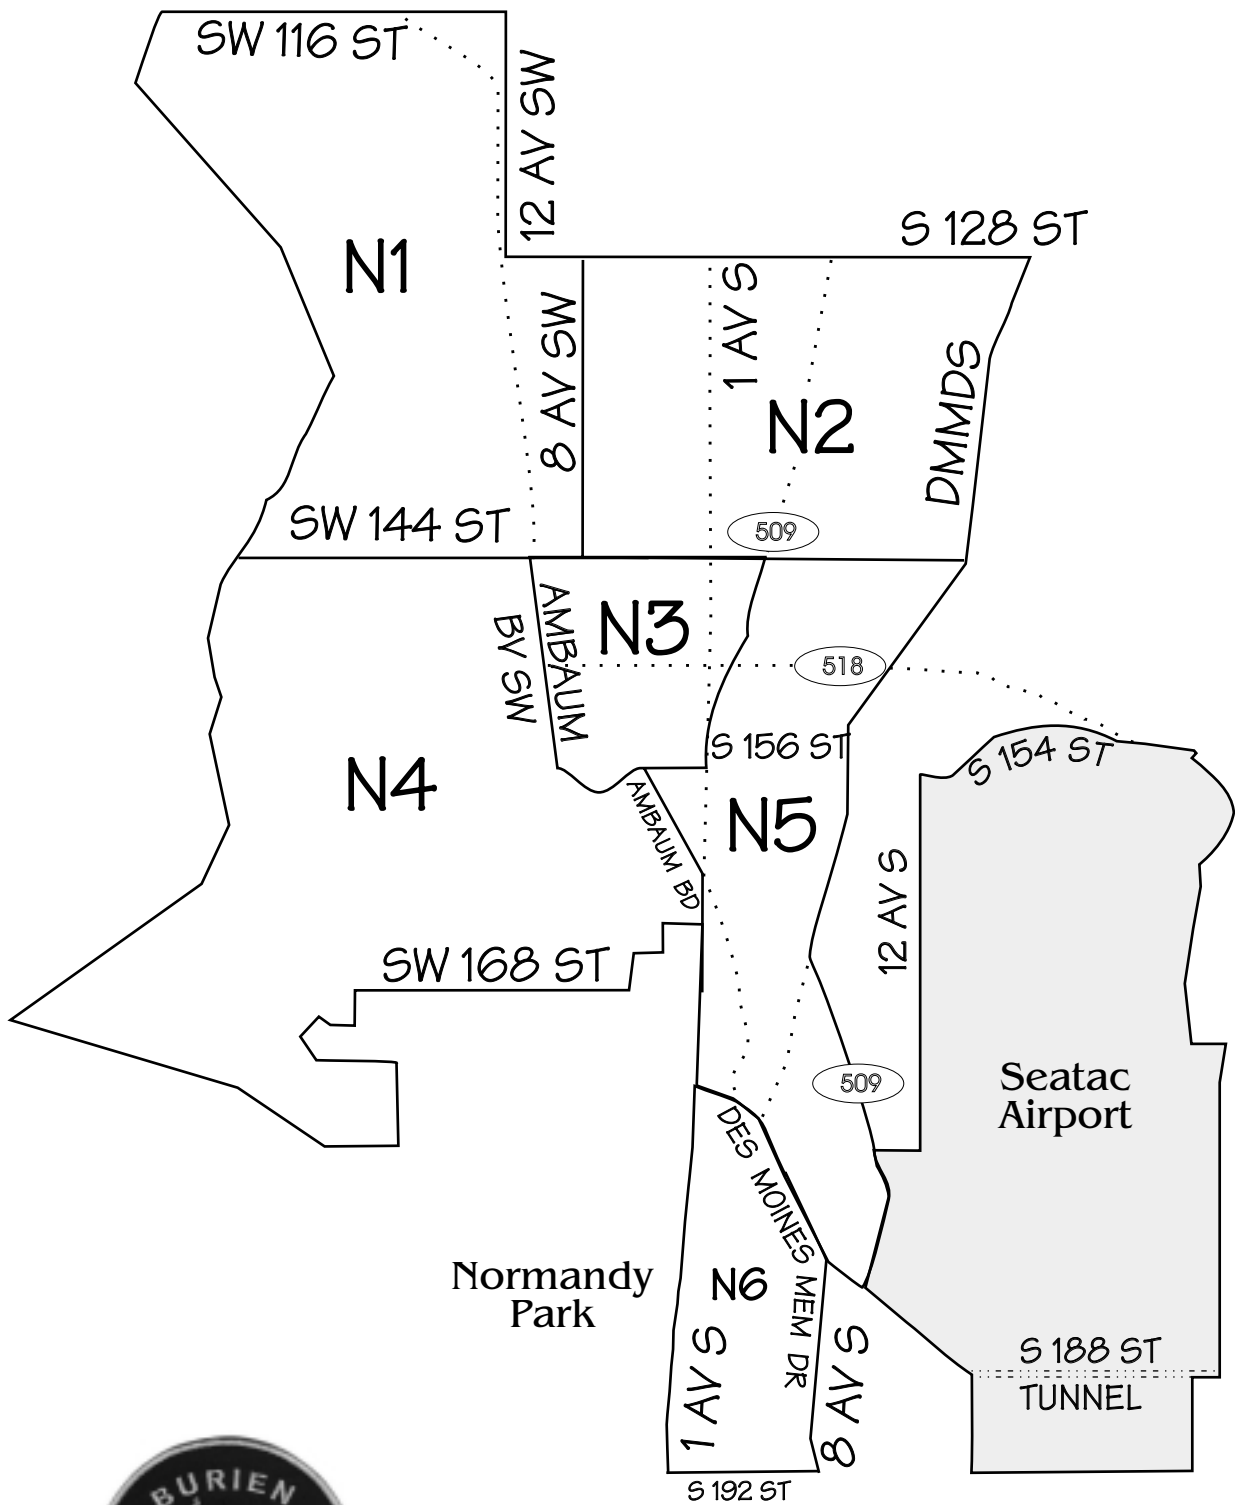 SW 116 ST
12 AV SW
S 128 ST
N1
8 AV SW
1 AV S
N2
DMMDS
SW 144 ST
509
AMBAUM
BV SW
N3
518
S 156 ST
S 154 ST
N4
AMBAUM BD
N5
12 AV S
SW 168 ST
509
Seatac
Airport
DES MOINES MEM DR
Normandy
Park
N6
1 AV S
8 AV S
S 188 ST
TUNNEL
S 192 ST
BURIEN